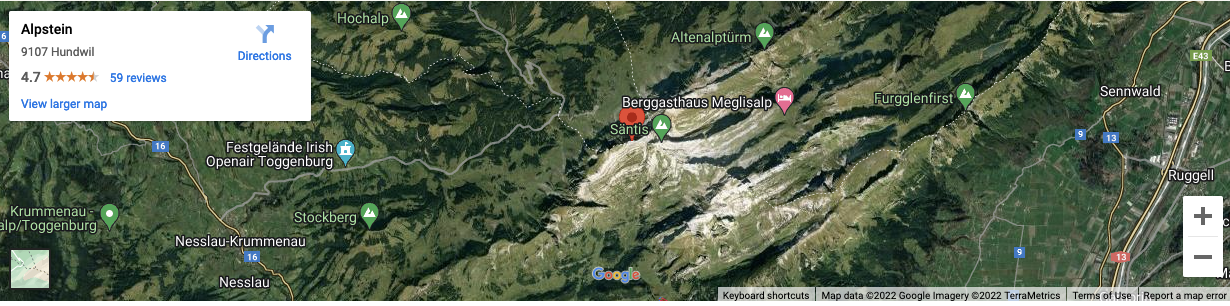 Alpstein
9107 Hundwil
Directions
4.7
59 reviews
View larger map
6
Hochalp
Altenalptürm
E43
Berggasthaus Meglisalp
Furgglenfirst
Sennwald
Säntis
9
13
16
Festgelände Irish
Openair Toggenburg
Ruggell
Krummenau -
alp/Toggenburg
Stockberg
Nesslau-Krummenau
16
9
13
Nesslau
Google
Keyboard shortcuts
Map data ©2022 Google Imagery ©2022 TerraMetrics
Terms of Use
Report a map error